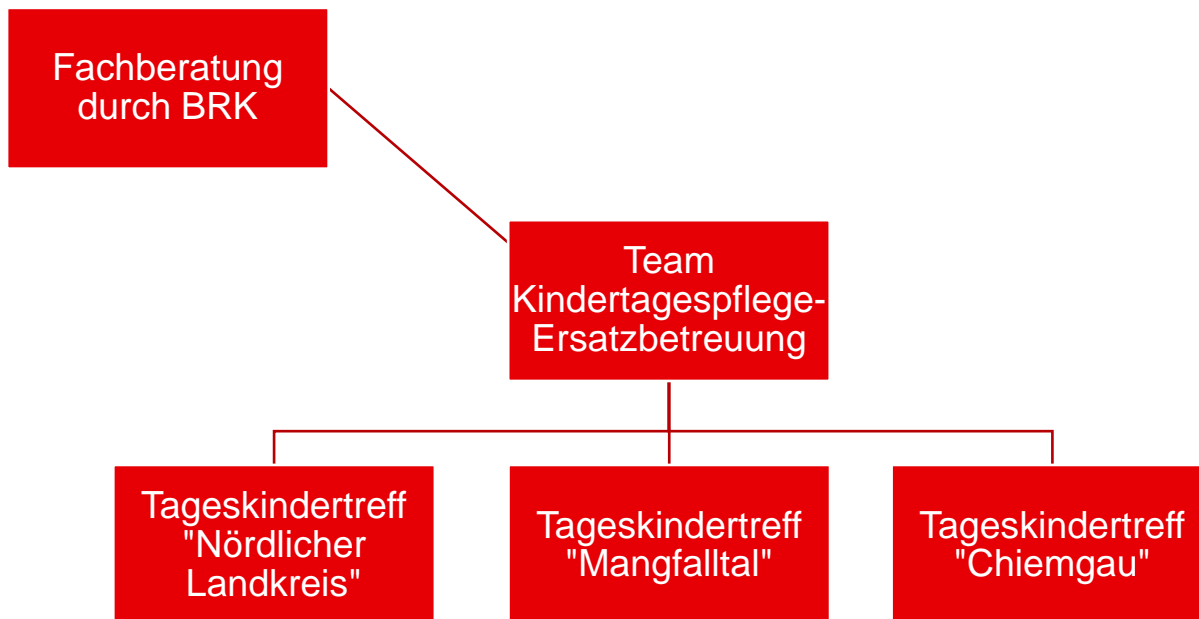 Fachberatung
durch BRK
Team
Kindertagespflege-
Ersatzbetreuung
Tageskindertreff
"Nördlicher
Landkreis"
Tageskindertreff
"Mangfalltal"
Tageskindertreff
"Chiemgau"